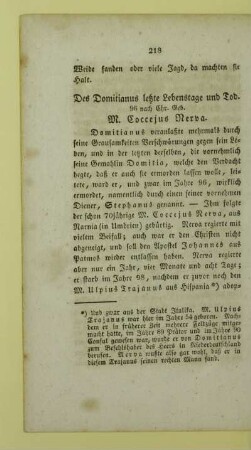 218
Weide fanden oder viele Jagd, da machten sie
Halt.
Des Domitianus letzte Lebenstage und Tod.
96 nach Chr. Geb.
M. Coccejus Nerva.
Domitianus veranlaßte mehrmals durch
seine Grausamkeiten Verschwörungen gegen sein Le-
ben, und in der letzten derselben, die vornehmlich
seine Gemahlin Domitia, welche den Verdacht
hegte, daß er auch sie ermorden lassen wolle, lei-
tete, ward er, und zwar im Jahre 96, wirklich
ermordet, und zwar von einem seiner vornehmen
Diener, Stephanus genannt. — Ihm folgte
der schon 70jährige M. Coccejus Nerva, aus
Narnia (in Umbrien) gebürtig. Nerva regierte mit
vielem Beifall; auch war er den Christen nicht
abgeneigt, und soll den Apostel Johannes aus
Patmos wieder entlassen haben. Nerva regierte
aber nur ein Jahr, vier Monate und acht Tage;
er starb im Jahre 98, nachdem er zuvor noch den
M. Ulpius Trajanus aus Hispania *) adop-
*) Und zwar aus der Stadt Italika. M. Ulpius
Trajanus war hier im Jahre 54 geboren. Nach-
dem er in früherer Zeit mehrere Feldzüge mitge-
macht hatte, im Jahre 89 Prätor und im Jahre 90
Consul gewesen war, wurde er von Domitianus
zum Befehlshaber des Heers in Niederdeutschland
berufen. Nerva wußte also gar wohl, daß er in
diesem Trajanus seinen rechten Mann fand.